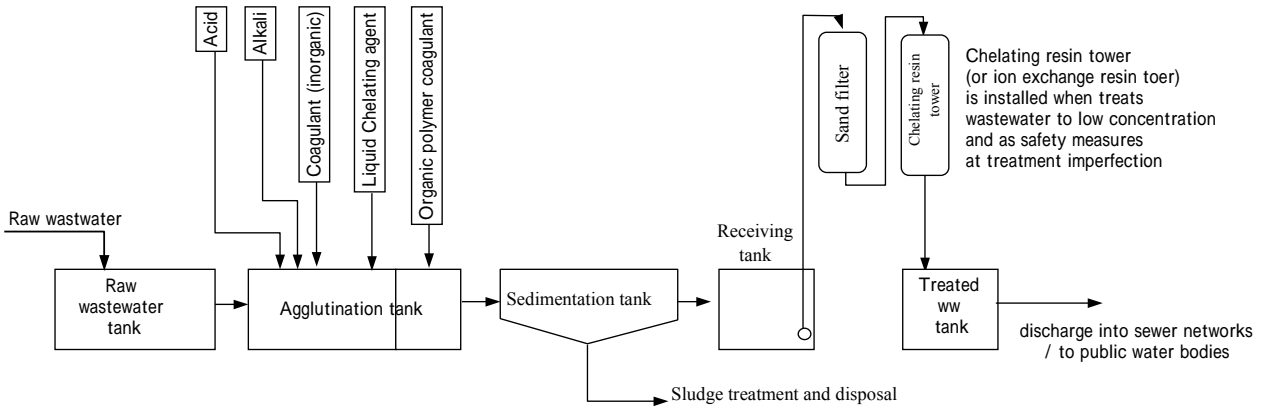 Acid
Alkali
Coagulant (inorganic)
Liquid Chelating agent
Organic polymer coagulant
Sand filter
Chelating resin
tower
Chelating resin tower
(or ion exchange resin toer)
is installed when treats
wastewater to low concentration
and as safety measures
at treatment imperfection
Raw wastwater
Raw
wastewater
tank
Agglutination tank
Sedimentation tank
Receiving
tank
Treated
ww
tank
discharge into sewer networks
/ to public water bodies
Sludge treatment and disposal